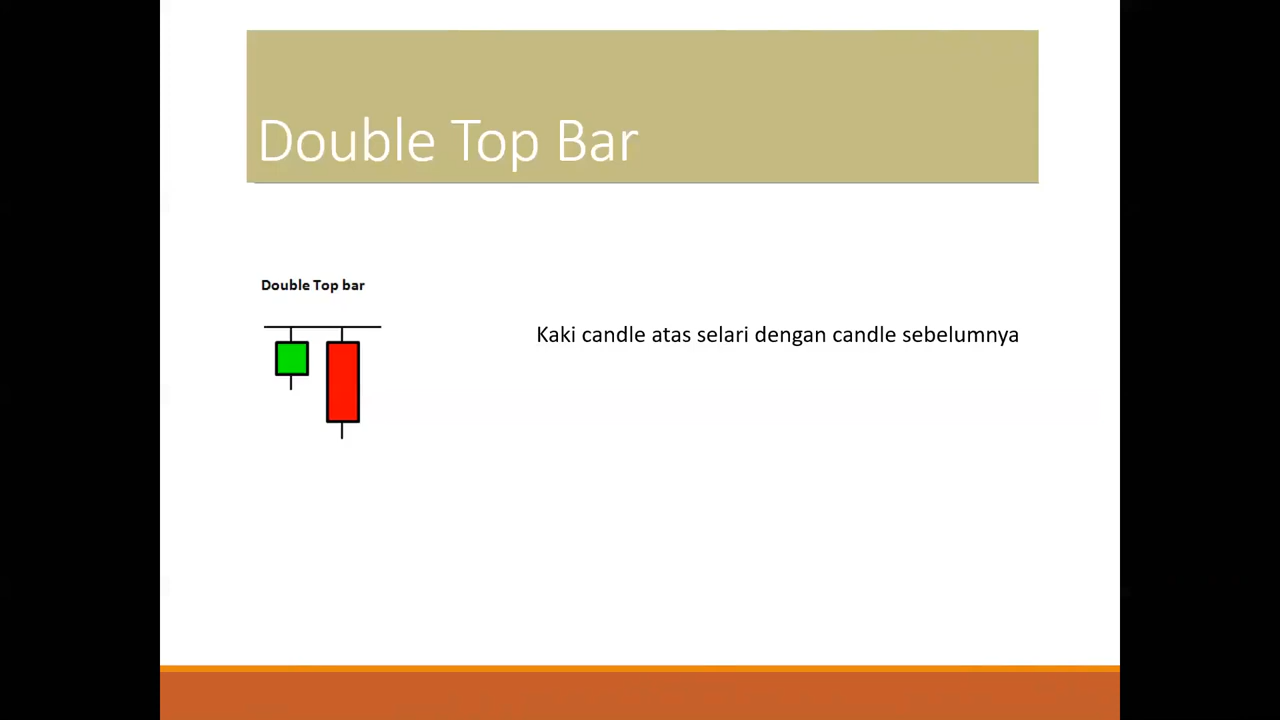 Double Top Bar
Double Top bar
Kaki candle atas selari dengan candle sebelumnya